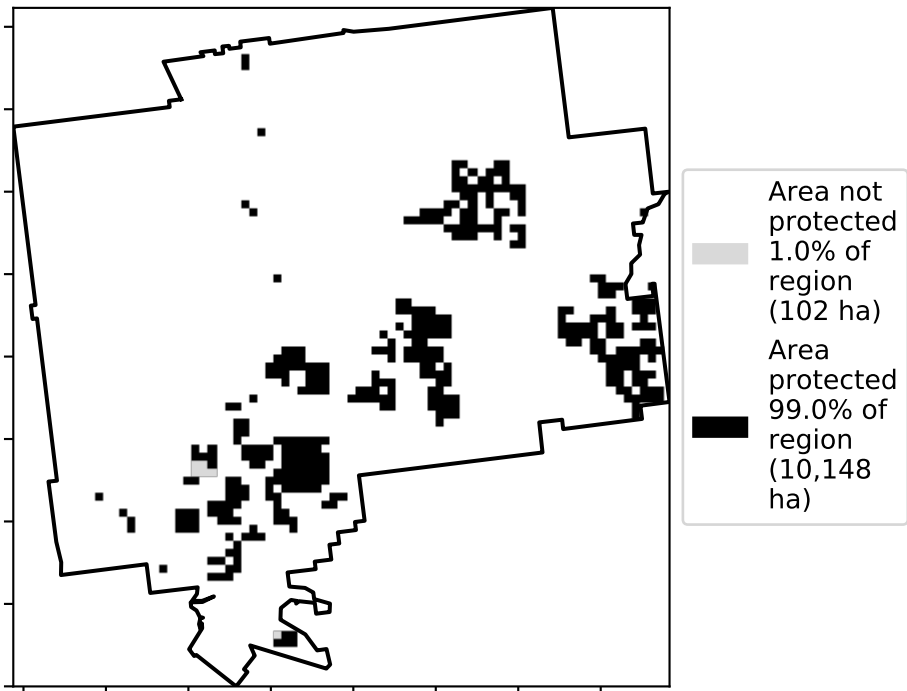 Area not
protected
1.0% of
region
(102 ha)
Area
protected
99.0% of
region
(10,148
ha)